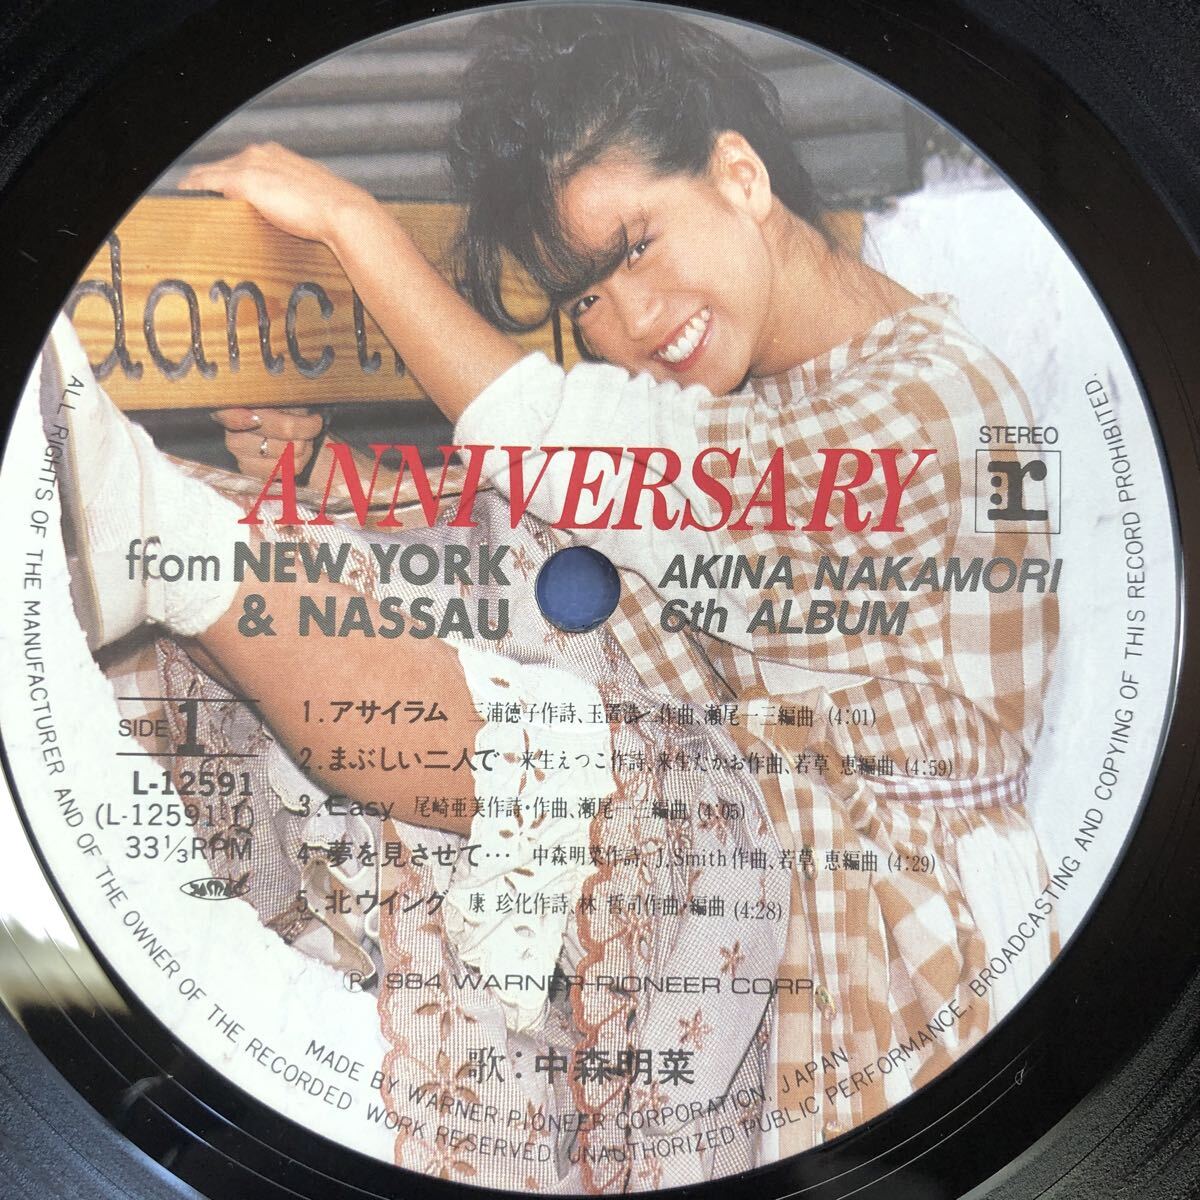 dancin
STEREO
r
ANNIVERSARY
ffrom NEW YORK
& NASSAU
AKINA NAKAMORI
6th ALBUM
SIDE 1
L-12591
(L-12591-1)
33⅓RPM
1. アサイラム 三浦徳子作詩、玉置浩二作曲、瀬尾一三編曲 (4:01)
2. まぶしい二人で 来生えつこ作詩、来生たかお作曲、若草 恵編曲 (4:59)
3. Easy 尾崎亜美作詩・作曲、瀬尾一三編曲 (4:05)
4. 夢を見させて… 中森明菜作詩、J.Smith作曲、若草 恵編曲 (4:29)
5. 北ウイング 康 珍化作詩、林 哲司作曲・編曲 (4:28)
℗ 1984 WARNER-PIONEER CORP.
歌：中森明菜
MADE BY WARNER-PIONEER CORPORATION, JAPAN.
ALL RIGHTS OF THE MANUFACTURER AND OF THE OWNER OF THE RECORDED WORK RESERVED. UNAUTHORIZED PUBLIC PERFORMANCE, BROADCASTING AND COPYING OF THIS RECORD PROHIBITED.